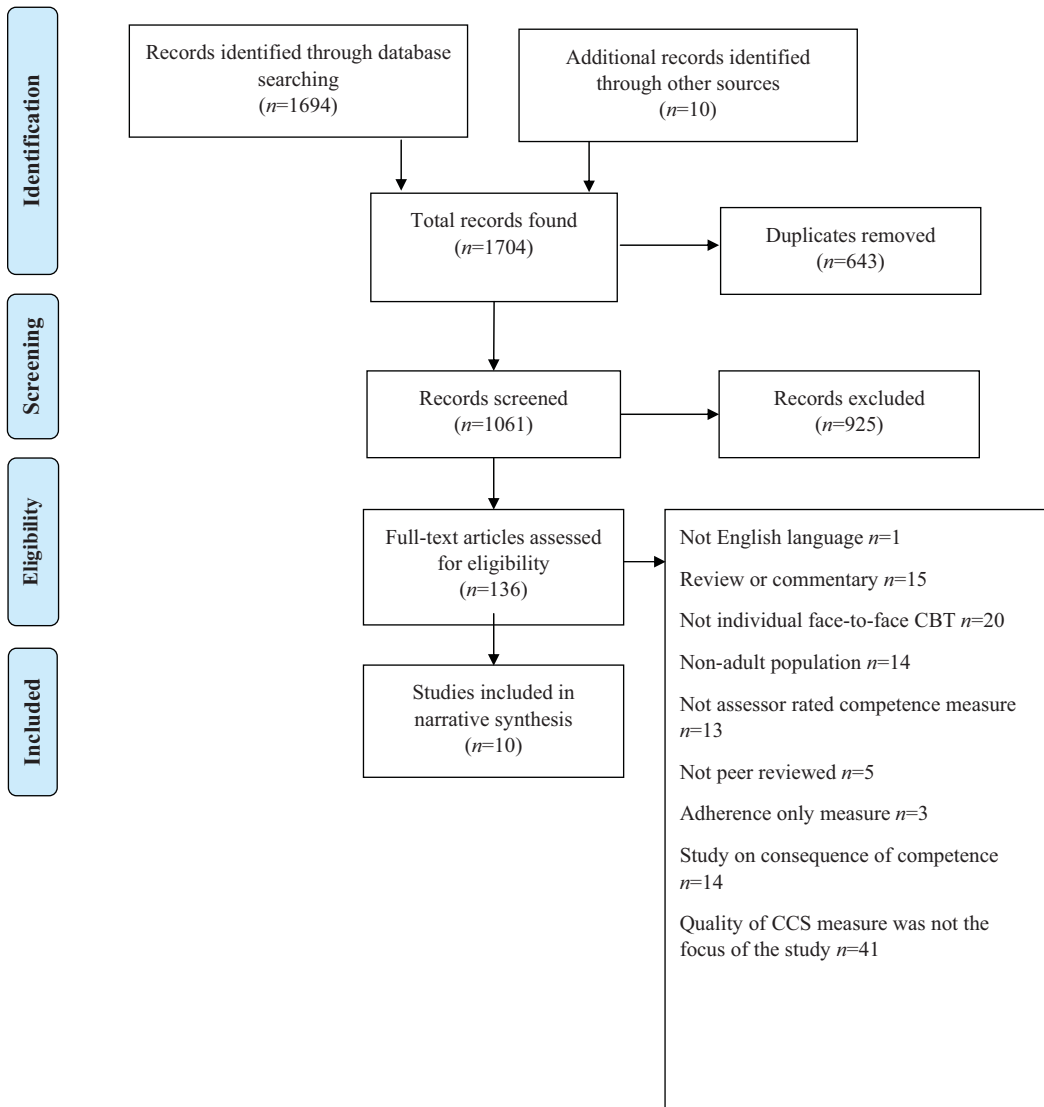 Identification
Records identified through database
searching
(n=1694)
Additional records identified
through other sources
(n=10)
Total records found
(n=1704)
Duplicates removed
(n=643)
Screening
Records screened
(n=1061)
Records excluded
(n=925)
Eligibility
Full-text articles assessed
for eligibility
(n=136)
Not English language n=1
Review or commentary n=15
Not individual face-to-face CBT n=20
Non-adult population n=14
Not assessor rated competence measure
n=13
Not peer reviewed n=5
Adherence only measure n=3
Study on consequence of competence
n=14
Quality of CCS measure was not the
focus of the study n=41
Included
Studies included in
narrative synthesis
(n=10)